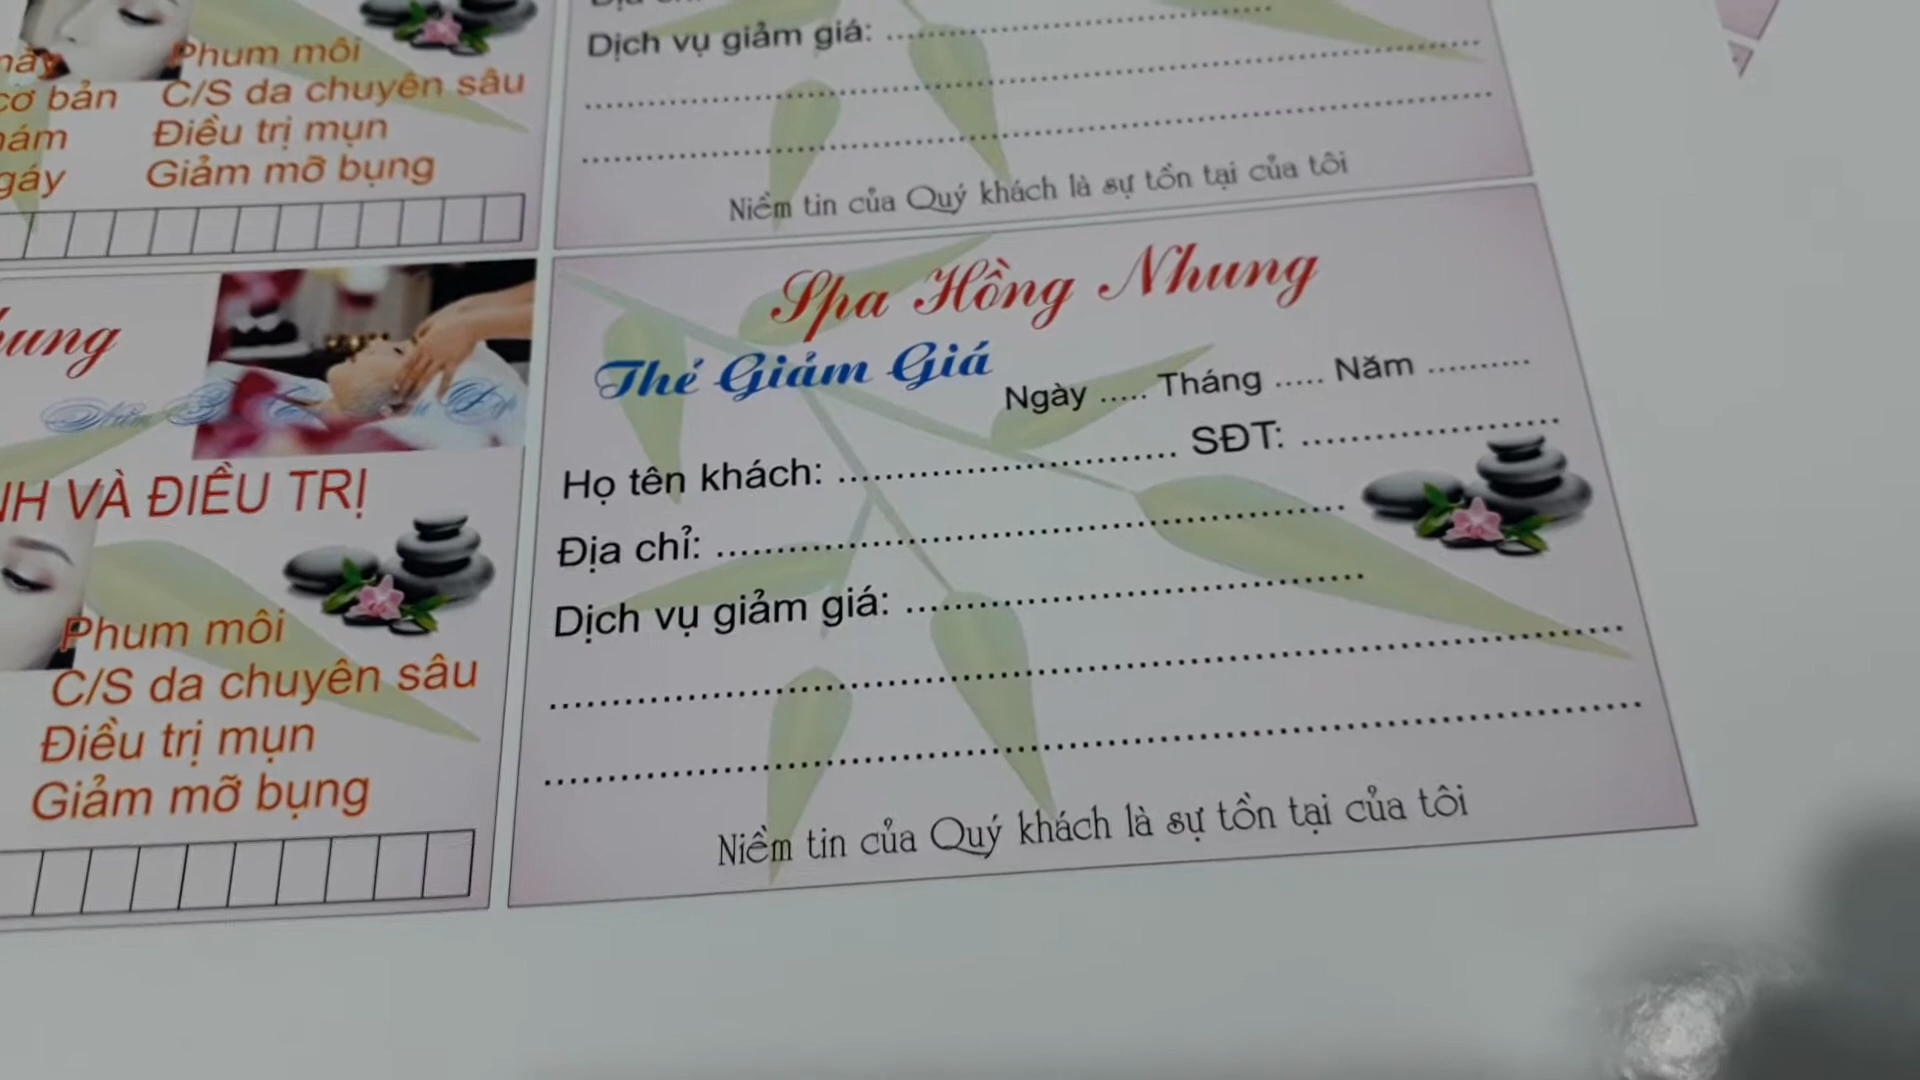 Phum môi
cơ bản C/S da chuyên sâu
Điều trị mụn
Giảm mỡ bụng
Dịch vụ giảm giá: ........................................
................................................................................
................................................................................
Niềm tin của Quý khách là sự tồn tại của tôi
VÀ ĐIỀU TRỊ
Phum môi
C/S da chuyên sâu
Điều trị mụn
Giảm mỡ bụng
Spa Hồng Nhung
Thẻ Giảm Giá
Ngày ..... Tháng ..... Năm ..........
Họ tên khách: ............................ SĐT: .....................
Địa chỉ: ....................................................
Dịch vụ giảm giá: ......................................
................................................................................
................................................................................
Niềm tin của Quý khách là sự tồn tại của tôi